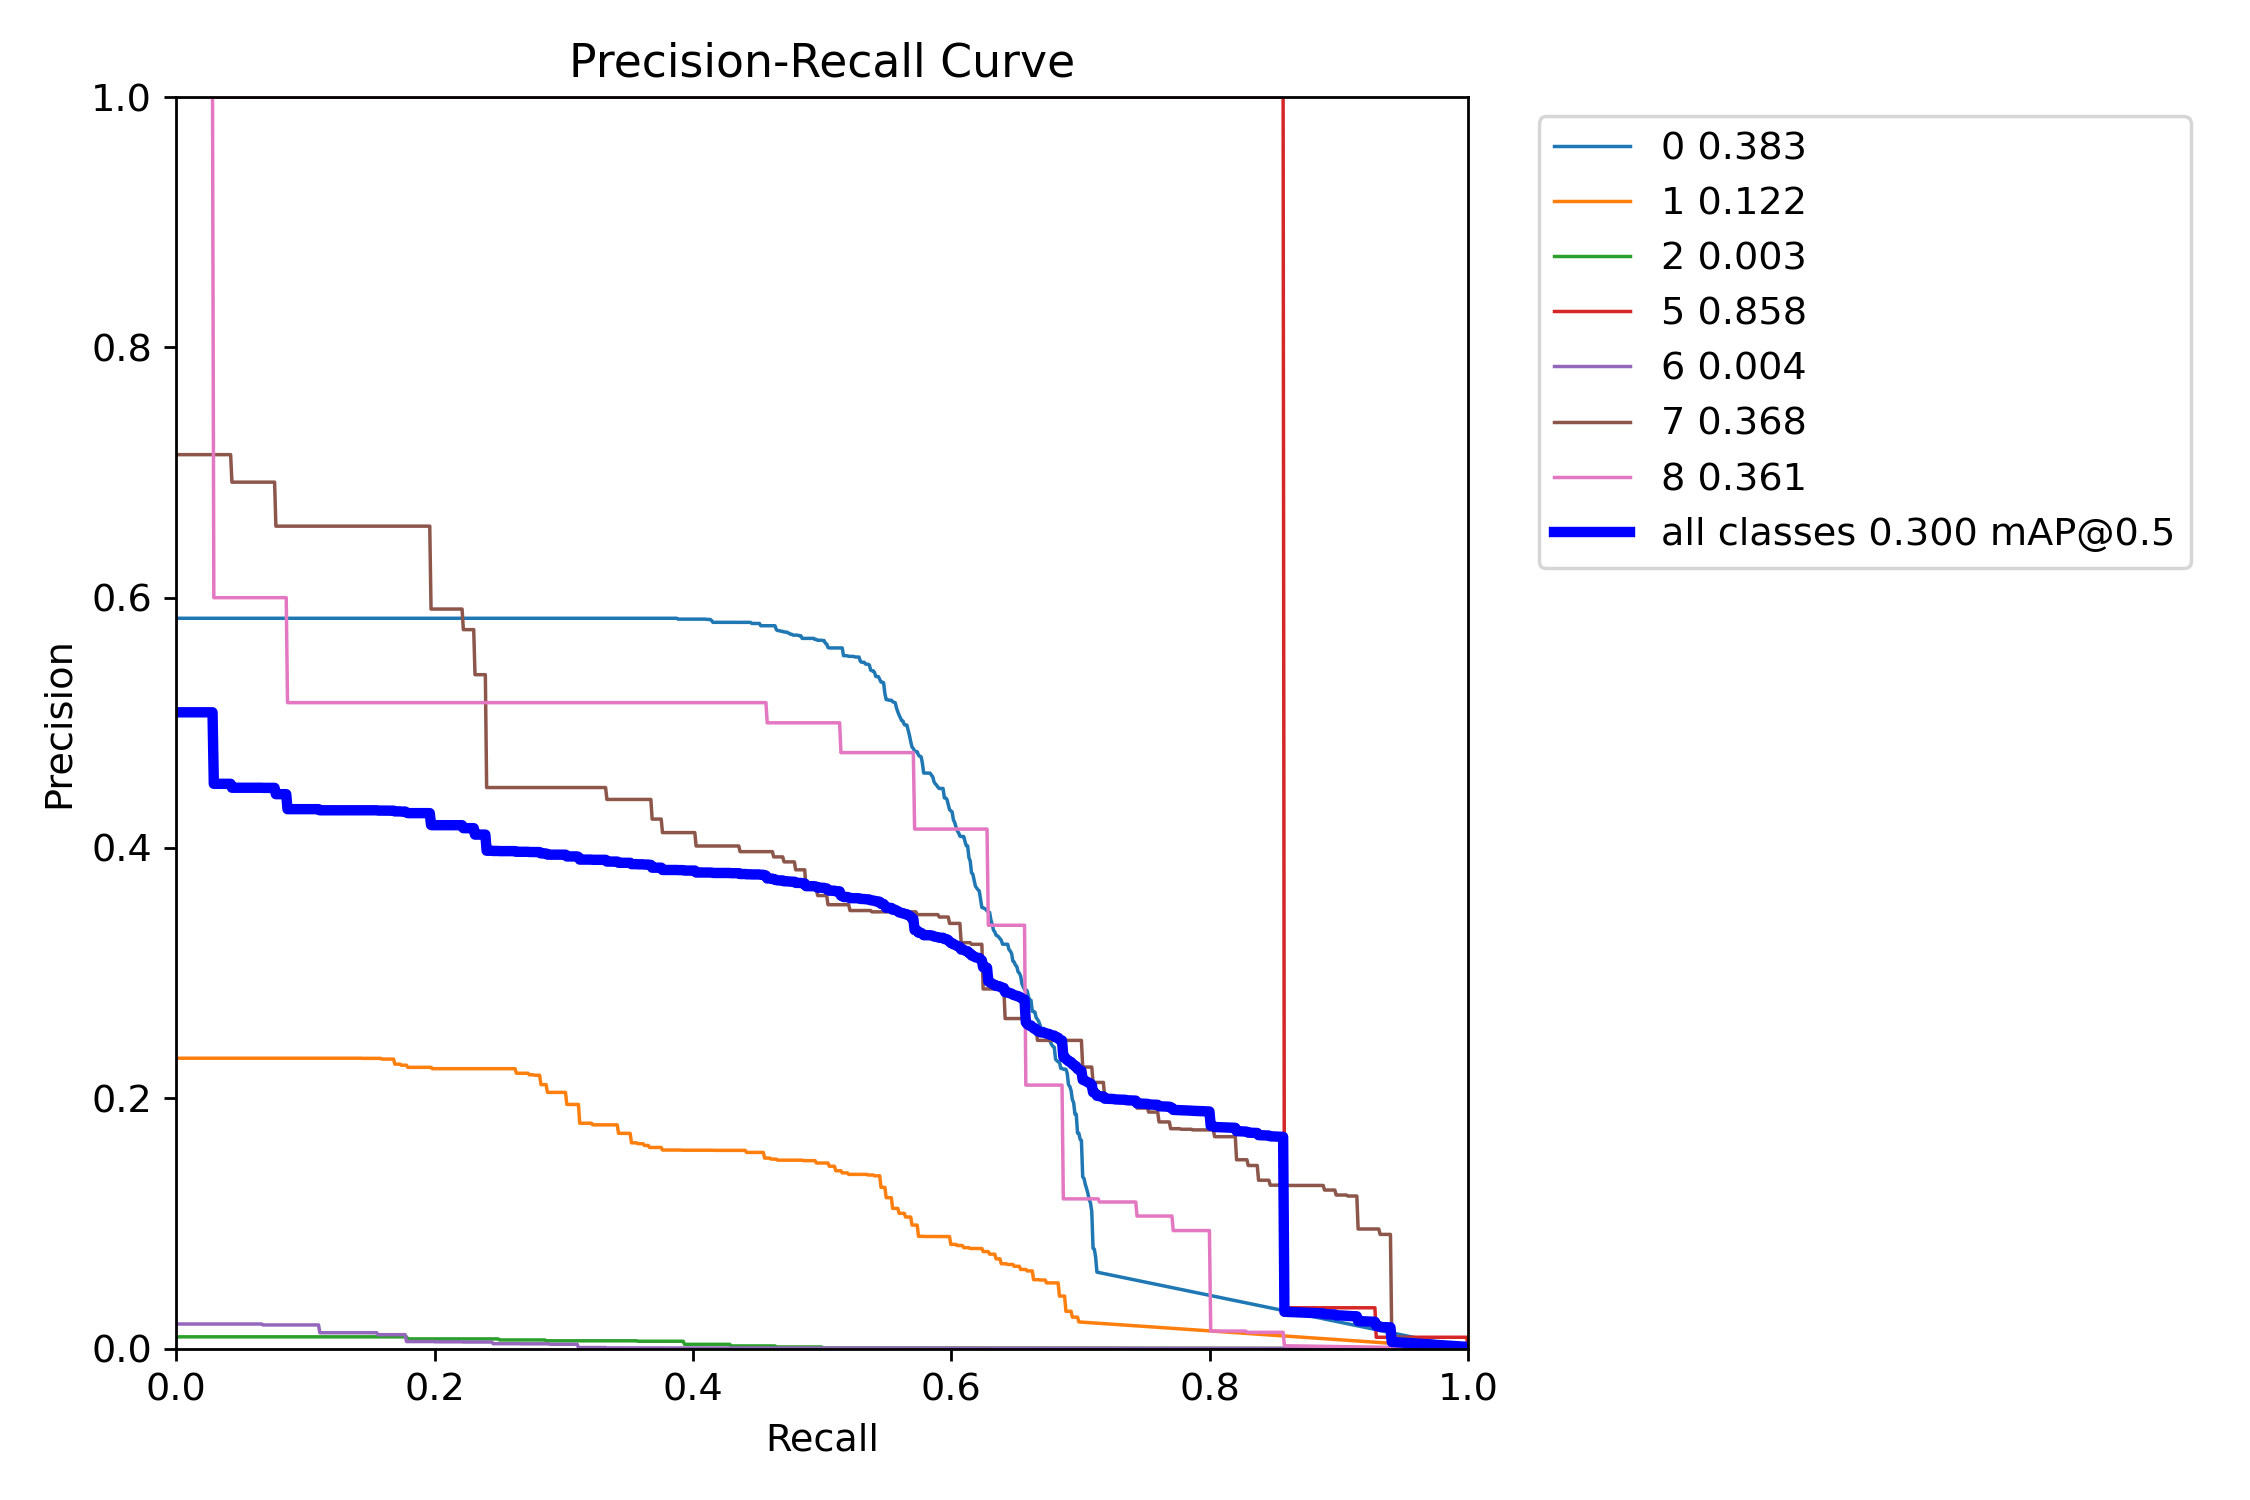 Precision-Recall Curve
1.0
0.8
0.6
0.4
0.2
0.0
Precision
0.0 0.2 0.4 0.6 0.8 1.0
Recall
0 0.383
1 0.122
2 0.003
5 0.858
6 0.004
7 0.368
8 0.361
all classes 0.300 mAP@0.5